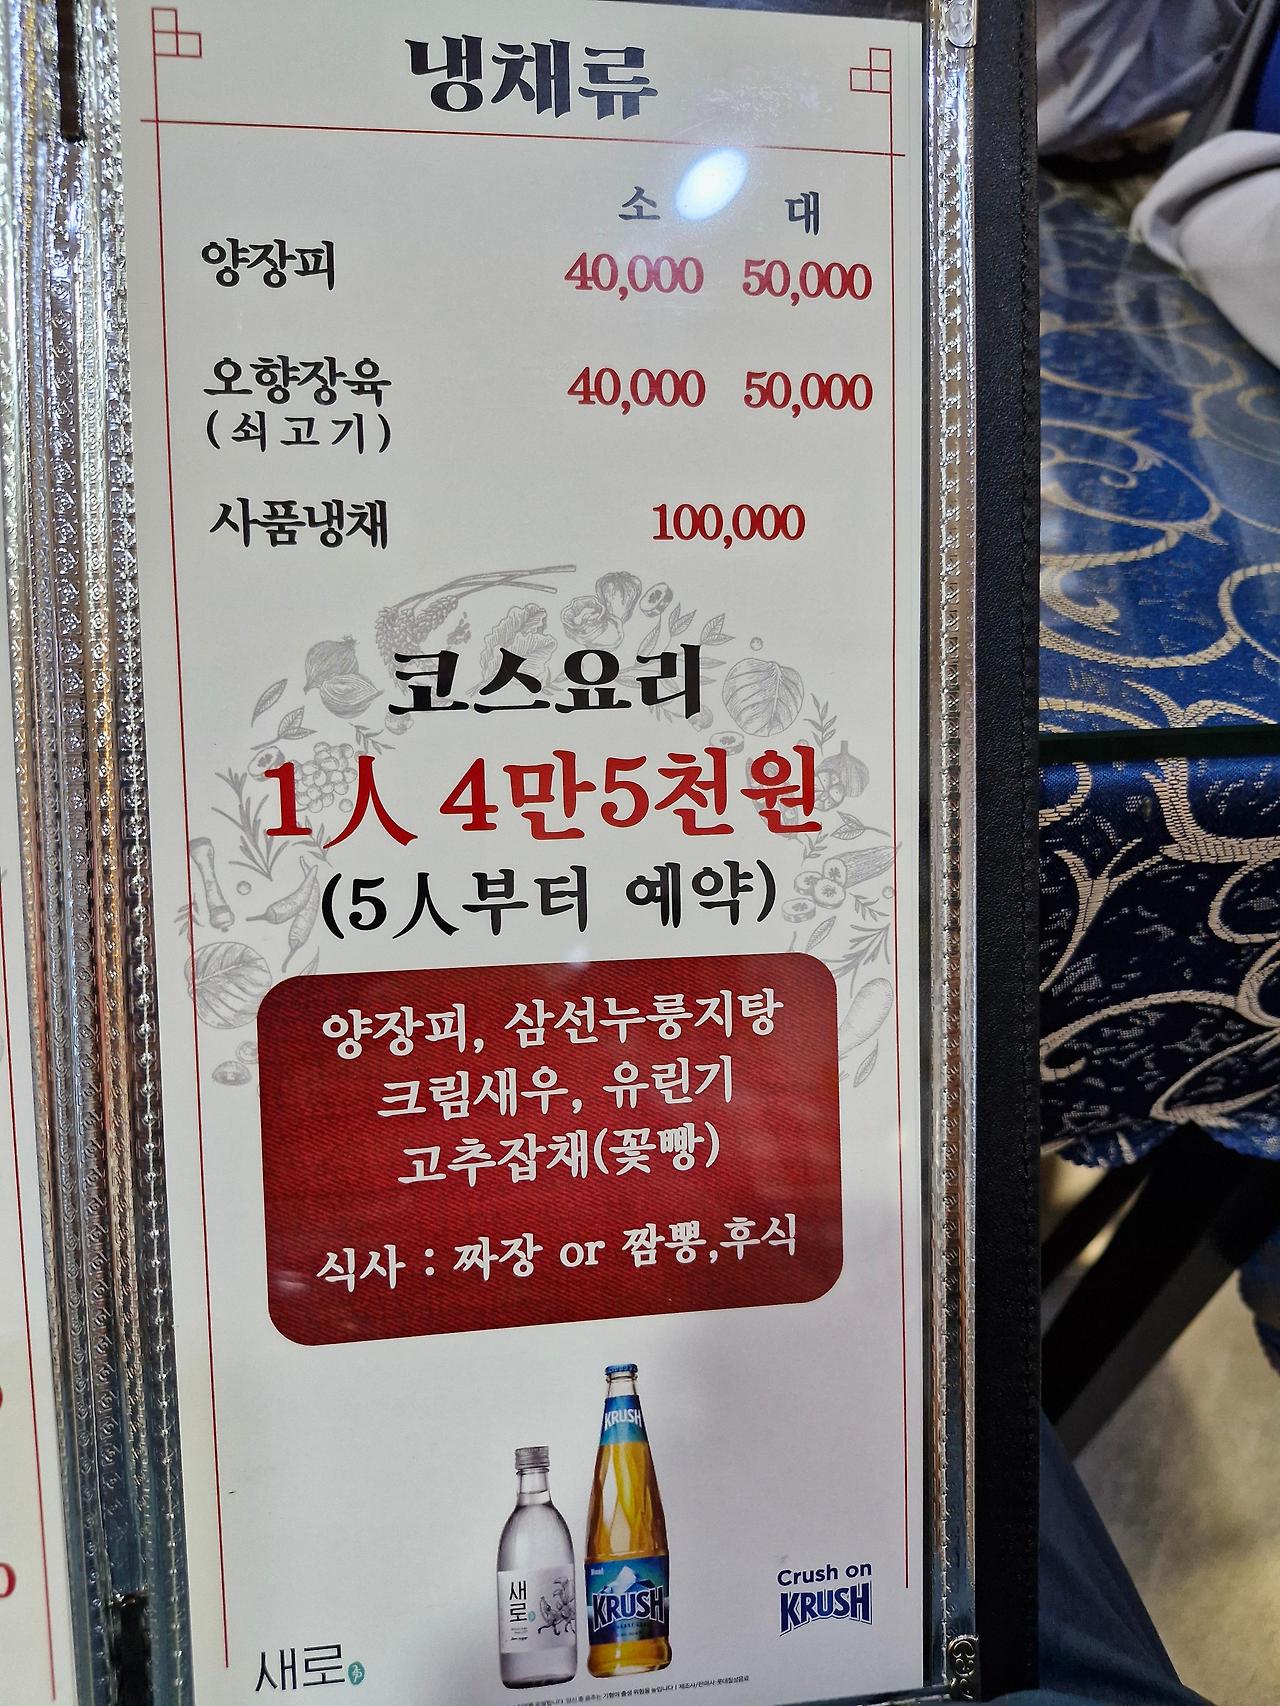 냉채류
소 대
양장피 40,000 50,000
오향장육 40,000 50,000
(쇠고기)
사품냉채 100,000
코스요리
1人 4만5천원
(5人부터 예약)
양장피, 삼선누룽지탕
크림새우, 유린기
고추잡채(꽃빵)
식사 : 짜장 or 짬뽕,후식
KRUSH
새로
KRUSH
Crush on
KRUSH
새로